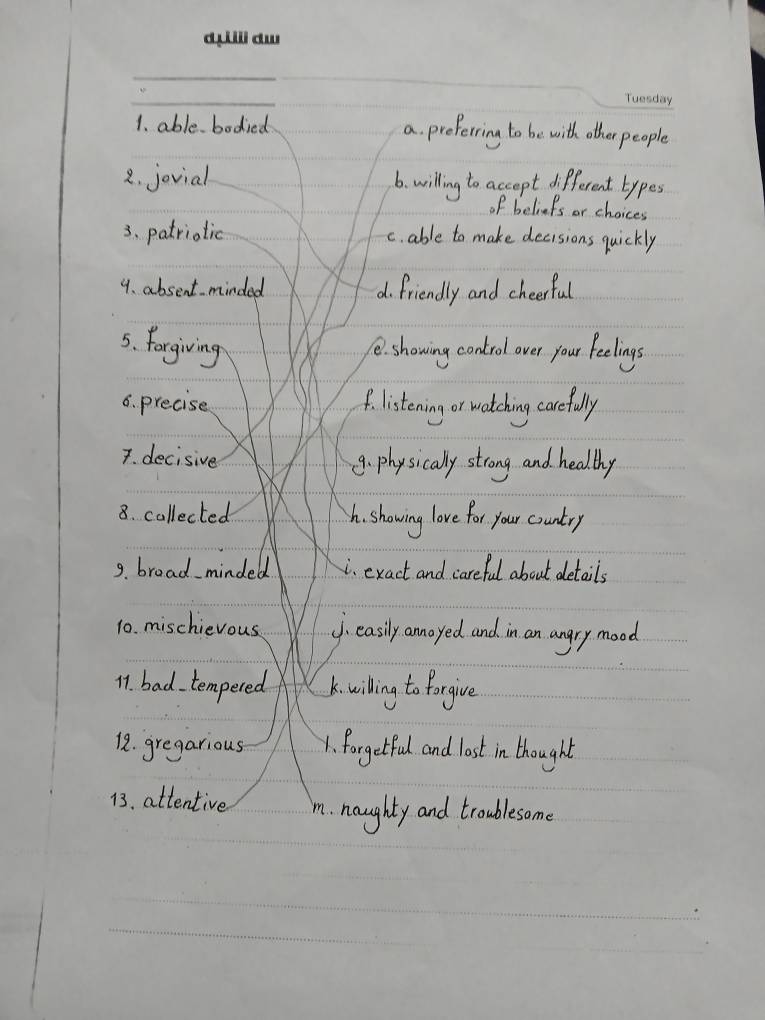 سه شنبه
Tuesday
1. able-bodied
a. preferring to be with other people
2. jovial
b. willing to accept different types
of beliefs or choices
3. patriotic
c. able to make decisions quickly
4. absent-minded
d. friendly and cheerful
5. forgiving
e. showing control over your feelings
6. precise
f. listening or watching carefully
7. decisive
g. physically strong and healthy
8. collected
h. showing love for your country
9. broad-minded
i. exact and careful about details
10. mischievous
j. easily annoyed and in an angry mood
11. bad-tempered
k. willing to forgive
12. gregarious
l. forgetful and lost in thought
13. attentive
m. naughty and troublesome